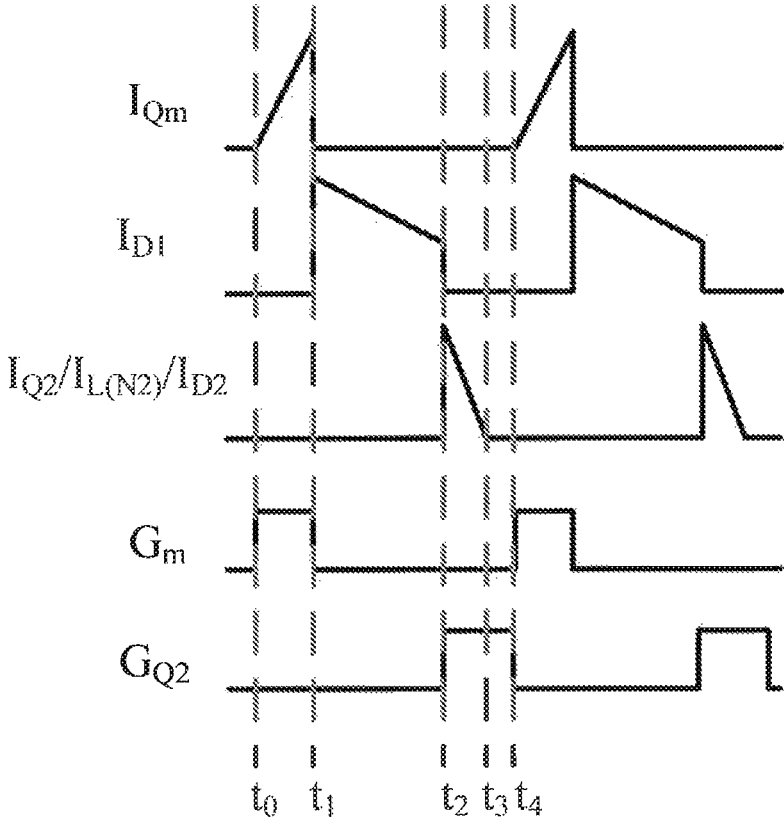 I_Qm
I_D1
I_Q2/I_L(N2)/I_D2
G_m
G_Q2
t_0 t_1 t_2 t_3 t_4